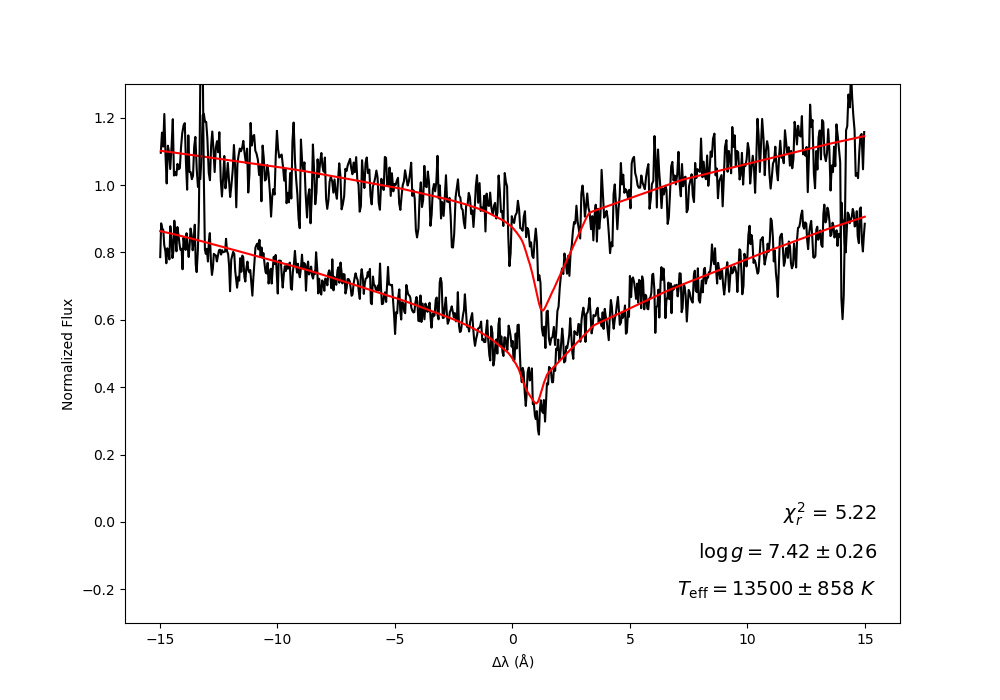 1.2
1.0
0.8
0.6
0.4
0.2
0.0
−0.2
Normalized Flux
χ²ᵣ = 5.22
log g = 7.42 ± 0.26
T_eff = 13500 ± 858 K
−15 −10 −5 0 5 10 15
Δλ (Å)